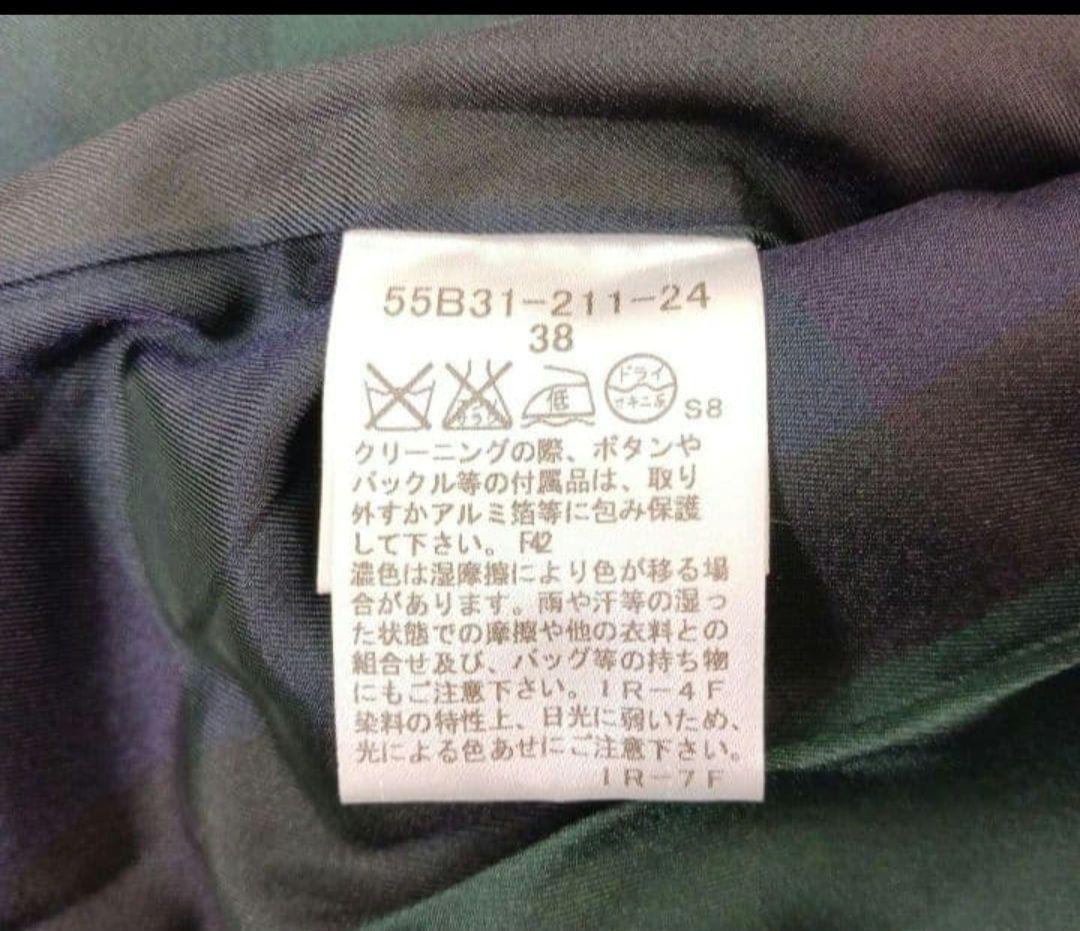 55B31-211-24
38
サラシ
低
ドライ
セキユ系
S8
クリーニングの際、ボタンや
バックル等の付属品は、取り
外すかアルミ箔等に包み保護
して下さい。 F42
濃色は湿摩擦により色が移る場
合があります。雨や汗等の湿っ
た状態での摩擦や他の衣料との
組合せ及び、バッグ等の持ち物
にもご注意下さい。IR-4F
染料の特性上、日光に弱いため、
光による色あせにご注意下さい。
IR-7F